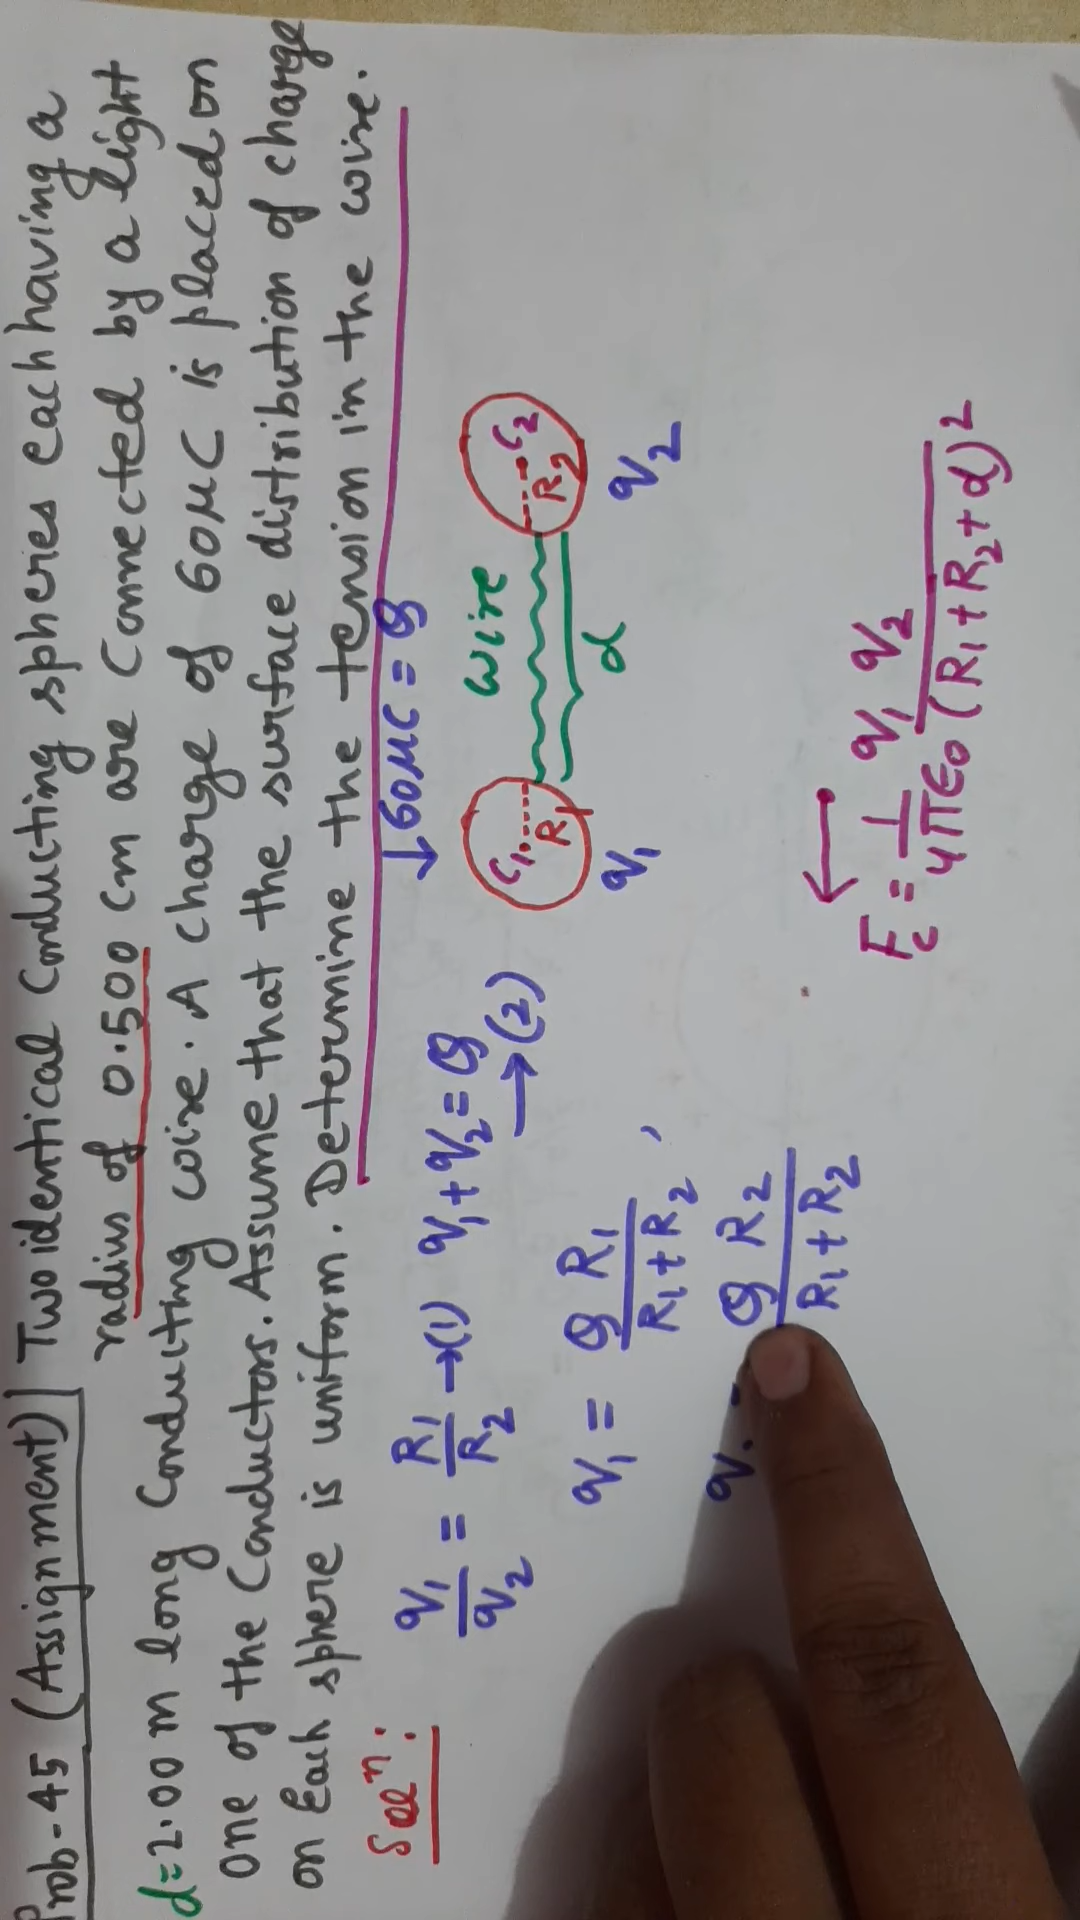 Prob-45 (Assignment) Two identical Conducting spheres each having a
radius of 0.500 cm are Connected by a light
d=2.00 m long Conducting wire. A charge of 60μC is placed on
one of the Conductors. Assume that the surface distribution of charge
on Each sphere is uniform. Determine the tension in the wire.
Solⁿ:
q₁/q₂ = R₁/R₂ →(1) q₁+q₂=Q →(2)
↓60μC=Q
wire
C₁ R₁
R₂ C₂
d
q₁
q₂
q₁ = Q R₁/(R₁+R₂),
Q R₂/(R₁+R₂)
←
F_c = 1/4πϵ₀ q₁ q₂/(R₁+R₂+d)²